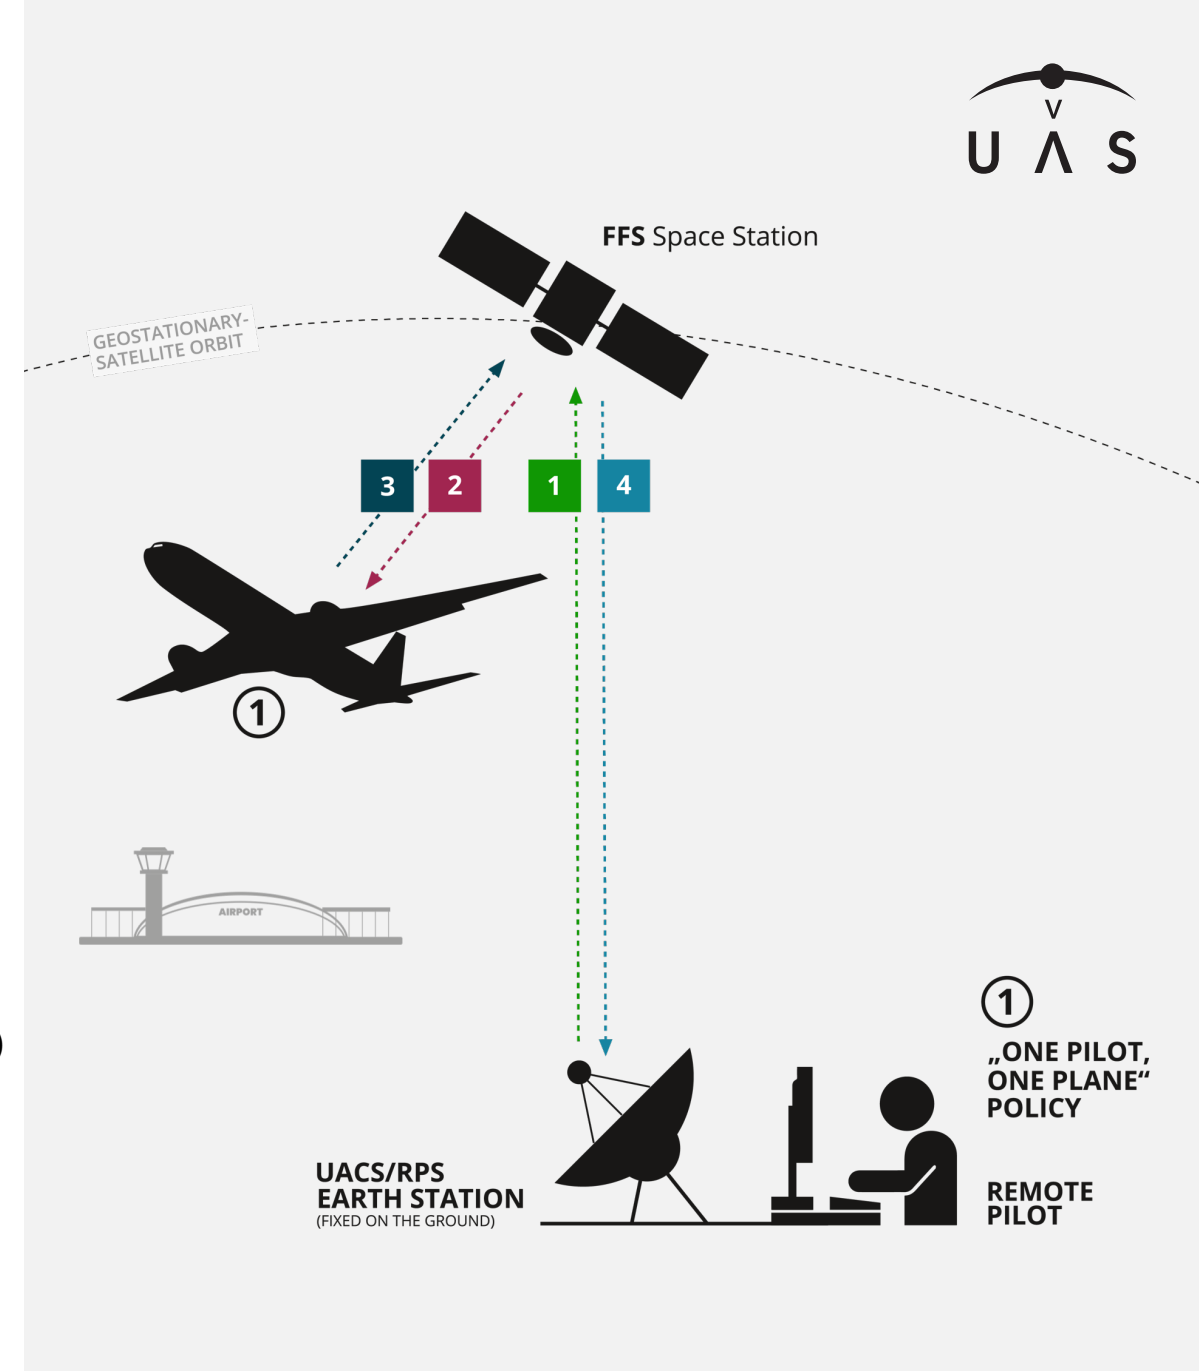 V
UAS
FFS Space Station
GEOSTATIONARY-
SATELLITE ORBIT
3
2
1
4
1
AIRPORT
1
„ONE PILOT,
ONE PLANE“
POLICY
UACS/RPS
EARTH STATION
(FIXED ON THE GROUND)
REMOTE
PILOT